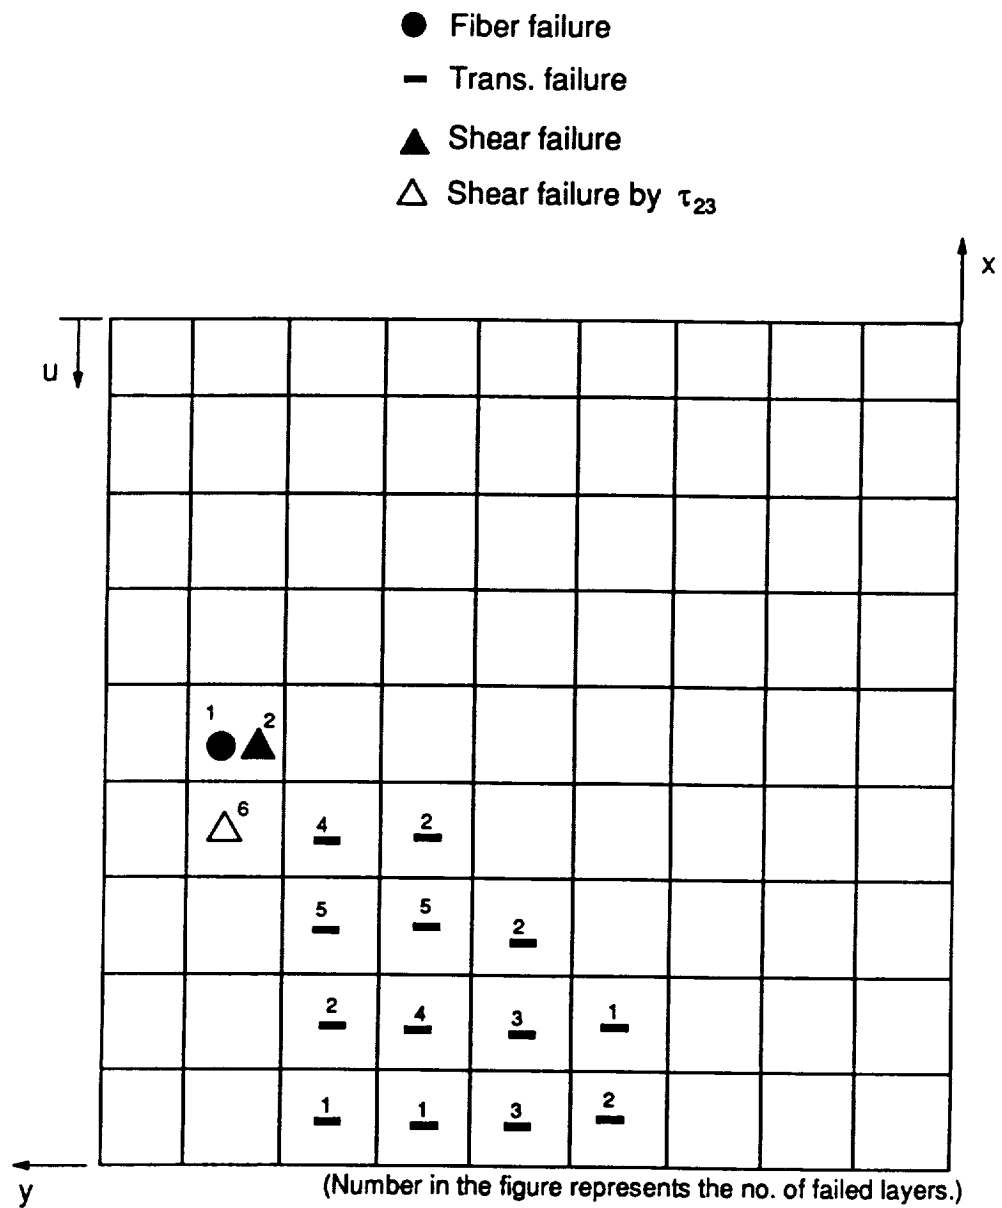 Fiber failure
Trans. failure
Shear failure
Shear failure by τ23
x
u
1 2
6 4 2
5 5 2
2 4 3 1
1 1 3 2
y
(Number in the figure represents the no. of failed layers.)